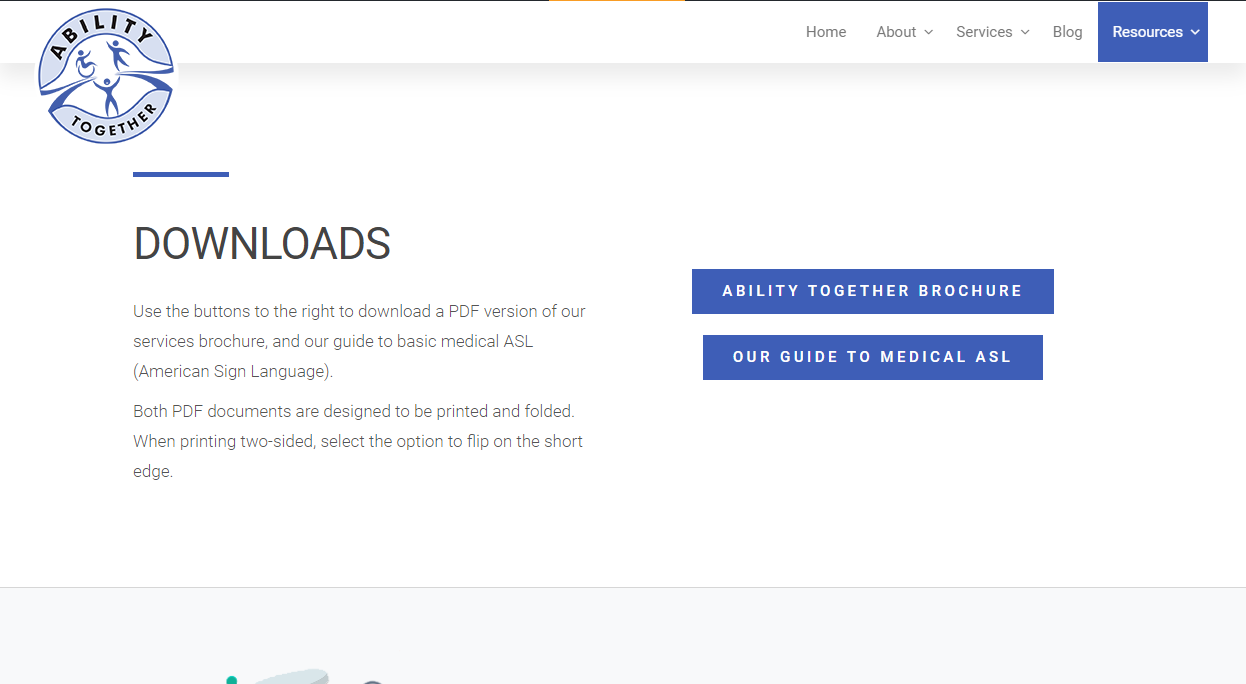 ABILITY
TOGETHER
Home
About
Services
Blog
Resources
DOWNLOADS
Use the buttons to the right to download a PDF version of our
services brochure, and our guide to basic medical ASL
(American Sign Language).
Both PDF documents are designed to be printed and folded.
When printing two-sided, select the option to flip on the short
edge.
ABILITY TOGETHER BROCHURE
OUR GUIDE TO MEDICAL ASL